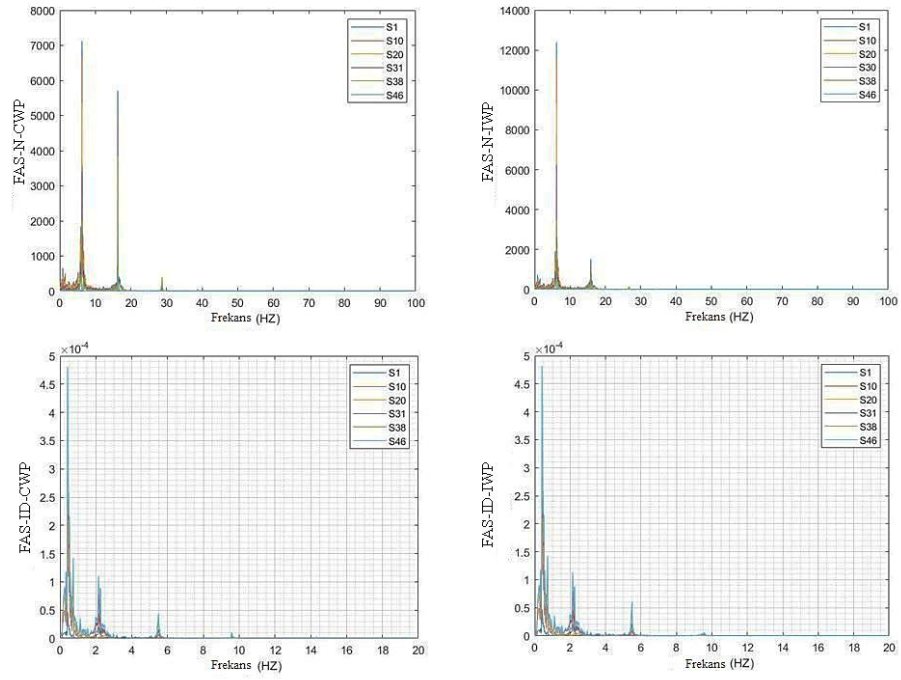 FAS-N-CWP
8000
7000
6000
5000
4000
3000
2000
1000
0
0 10 20 30 40 50 60 70 80 90 100
Frekans (HZ)
S1
S10
S20
S31
S38
S46
FAS-N-IWP
14000
12000
10000
8000
6000
4000
2000
0
0 10 20 30 40 50 60 70 80 90 100
Frekans (HZ)
S1
S10
S20
S30
S38
S46
FAS-ID-CWP
×10-4
5
4.5
4
3.5
3
2.5
2
1.5
1
0.5
0
0 2 4 6 8 10 12 14 16 18 20
Frekans (HZ)
S1
S10
S20
S31
S38
S46
FAS-ID-IWP
×10-4
5
4.5
4
3.5
3
2.5
2
1.5
1
0.5
0
0 2 4 6 8 10 12 14 16 18 20
Frekans (HZ)
S1
S10
S20
S31
S38
S46